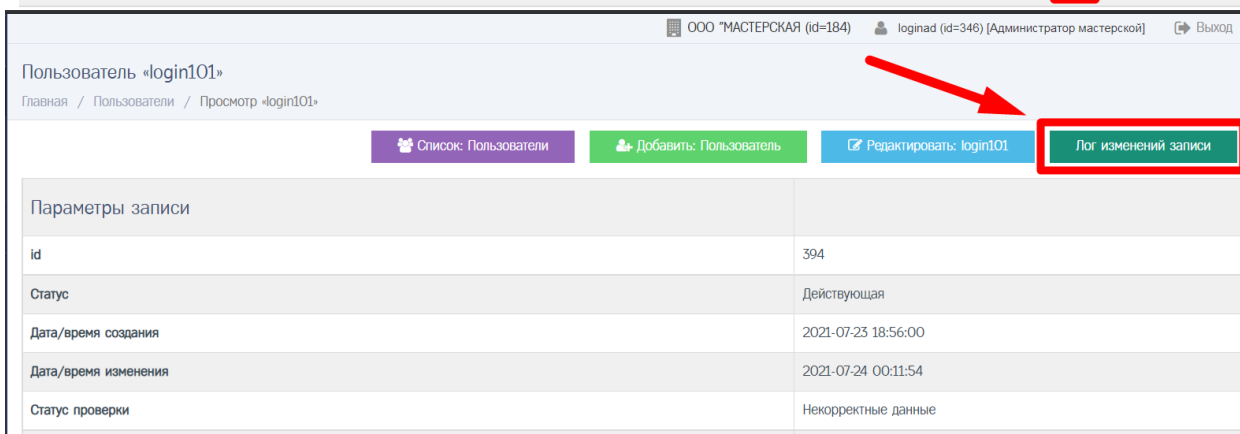 ООО "МАСТЕРСКАЯ (id=184) loginad (id=346) [Администратор мастерской] Выход
Пользователь «login101»
Главная / Пользователи / Просмотр «login101»
Список: Пользователи Добавить: Пользователь Редактировать: login101 Лог изменений записи
Параметры записи
id 394
Статус Действующая
Дата/время создания 2021-07-23 18:56:00
Дата/время изменения 2021-07-24 00:11:54
Статус проверки Некорректные данные